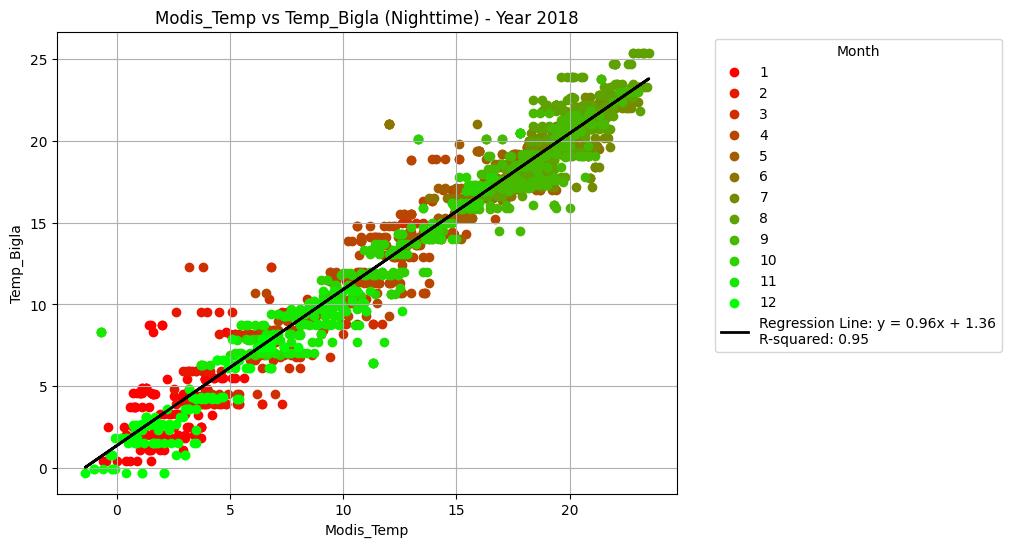 Modis_Temp vs Temp_Bigla (Nighttime) - Year 2018
Temp_Bigla
25
20
15
10
5
0
0 5 10 15 20
Modis_Temp
Month
1
2
3
4
5
6
7
8
9
10
11
12
Regression Line: y = 0.96x + 1.36
R-squared: 0.95